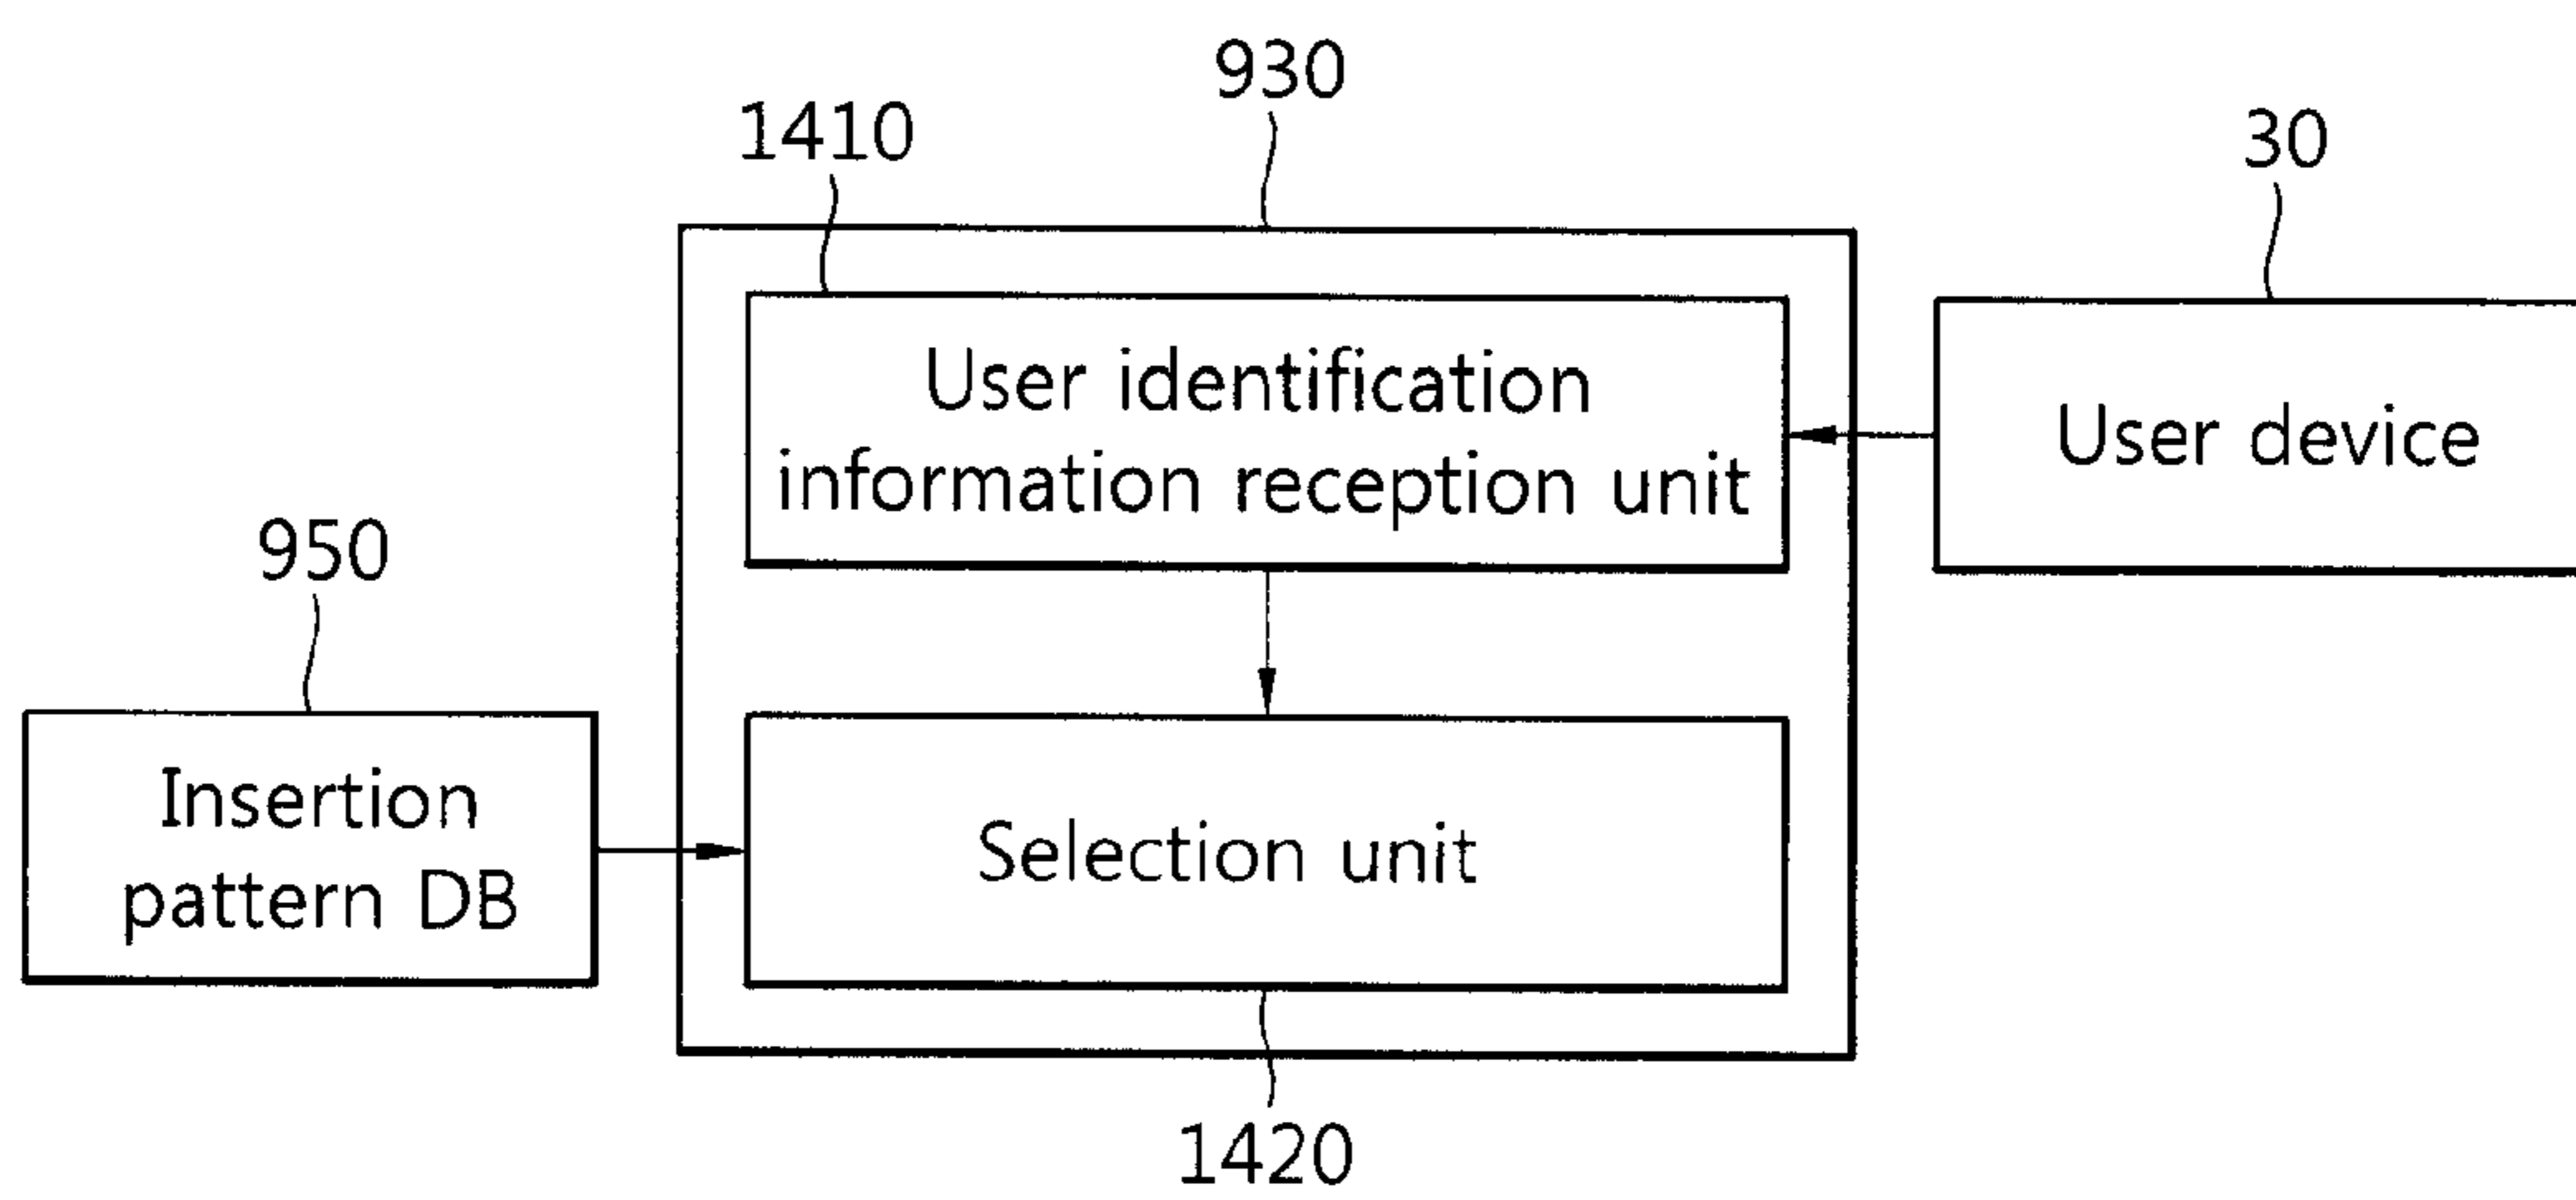 930
1410
30
User identification
information reception unit
User device
950
Insertion
pattern DB
Selection unit
1420